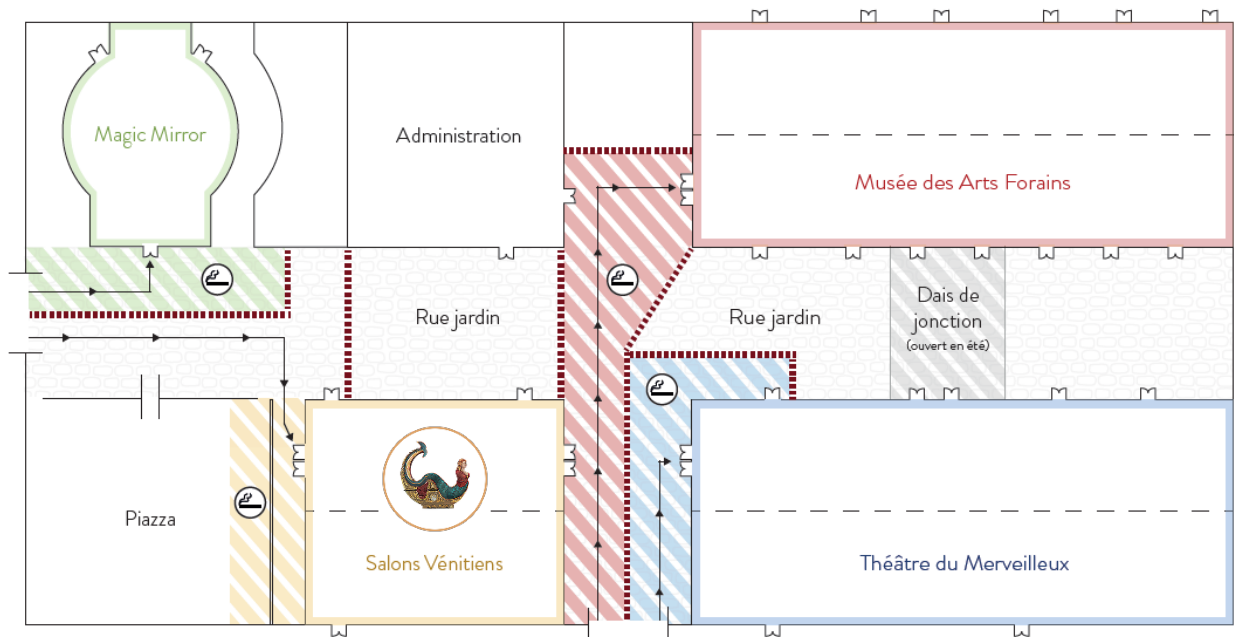 Magic Mirror
Administration
Musée des Arts Forains
Rue jardin
Rue jardin
Dais de
jonction
(ouvert en été)
Piazza
Salons Vénitiens
Théâtre du Merveilleux